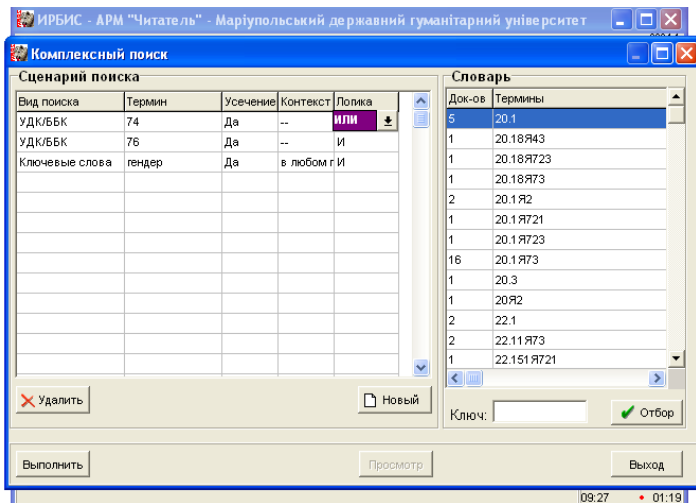 ИРБИС - АРМ "Читатель" - Маріупольський державний гуманітарний університет
Комплексный поиск
Сценарий поиска
Вид поиска Термин Усечение Контекст Логика
УДК/ББК 74 Да -- ИЛИ
УДК/ББК 76 Да -- И
Ключевые слова гендер Да в любом п И
Удалить Новый
Словарь
Док-ов Термины
5 20.1
1 20.18Я43
1 20.18Я723
1 20.18Я73
2 20.1Я2
1 20.1Я721
1 20.1Я723
16 20.1Я73
1 20.3
1 20Я2
2 22.1
2 22.11Я73
1 22.151Я721
Ключ: Отбор
Выполнить Просмотр Выход
09:27 01:19